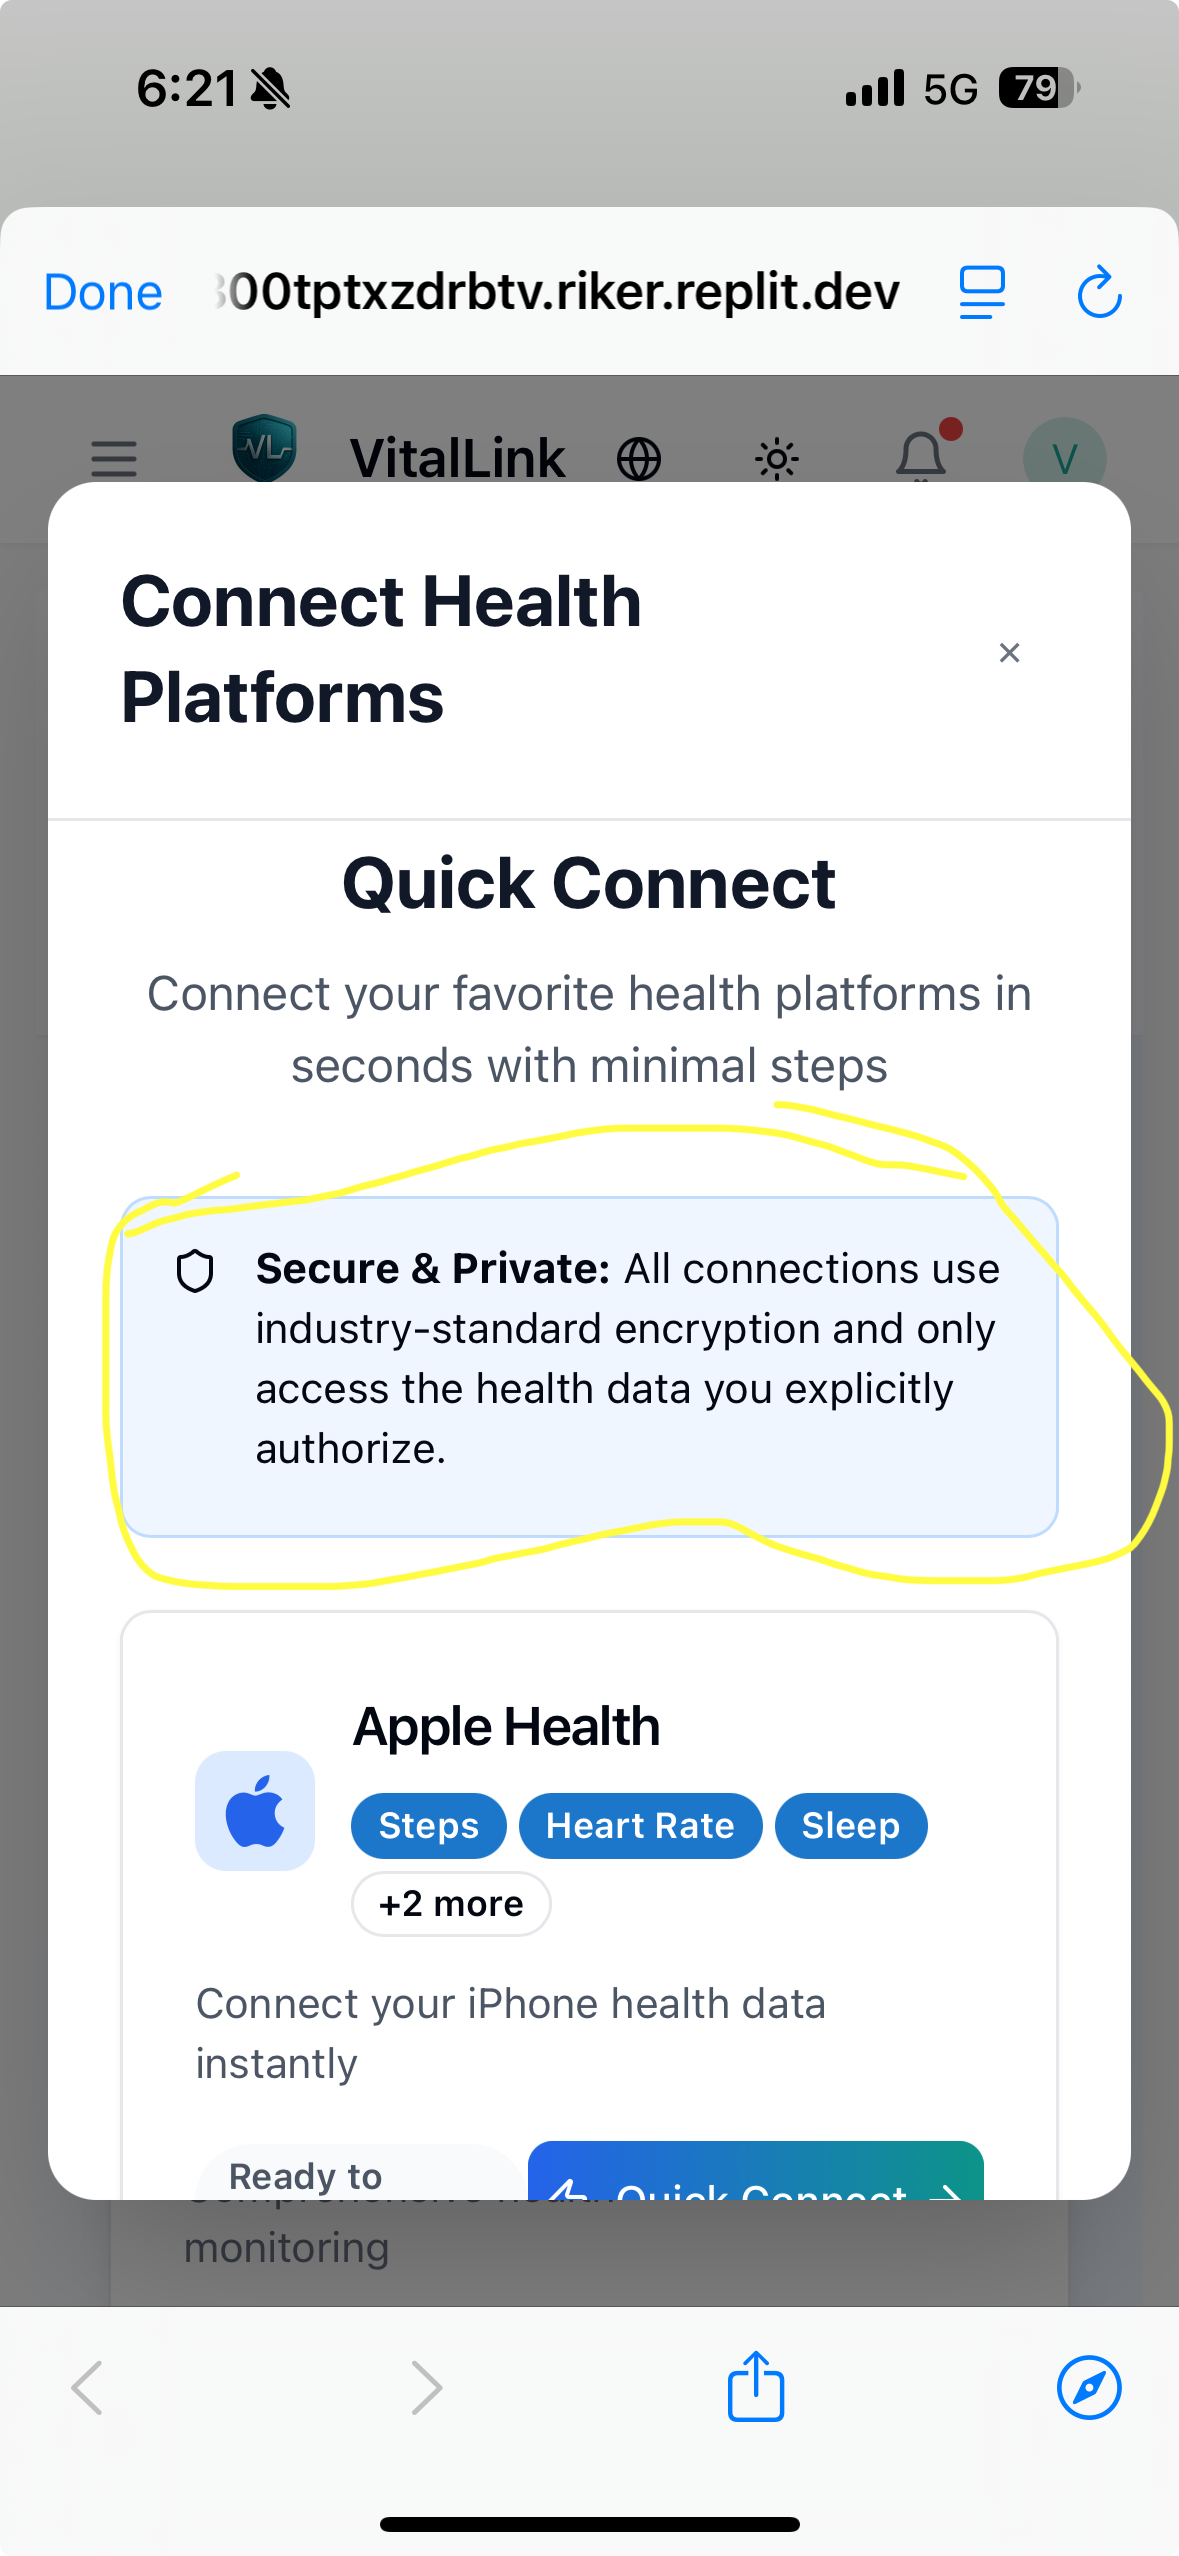 6:21
5G
79
Done
00tptxzdrbtv.riker.replit.dev
VL
VitalLink
V
Connect Health
Platforms
×
Quick Connect
Connect your favorite health platforms in
seconds with minimal steps
Secure & Private: All connections use
industry-standard encryption and only
access the health data you explicitly
authorize.
Apple Health
Steps
Heart Rate
Sleep
+2 more
Connect your iPhone health data
instantly
Ready to
Quick Connect →
monitoring